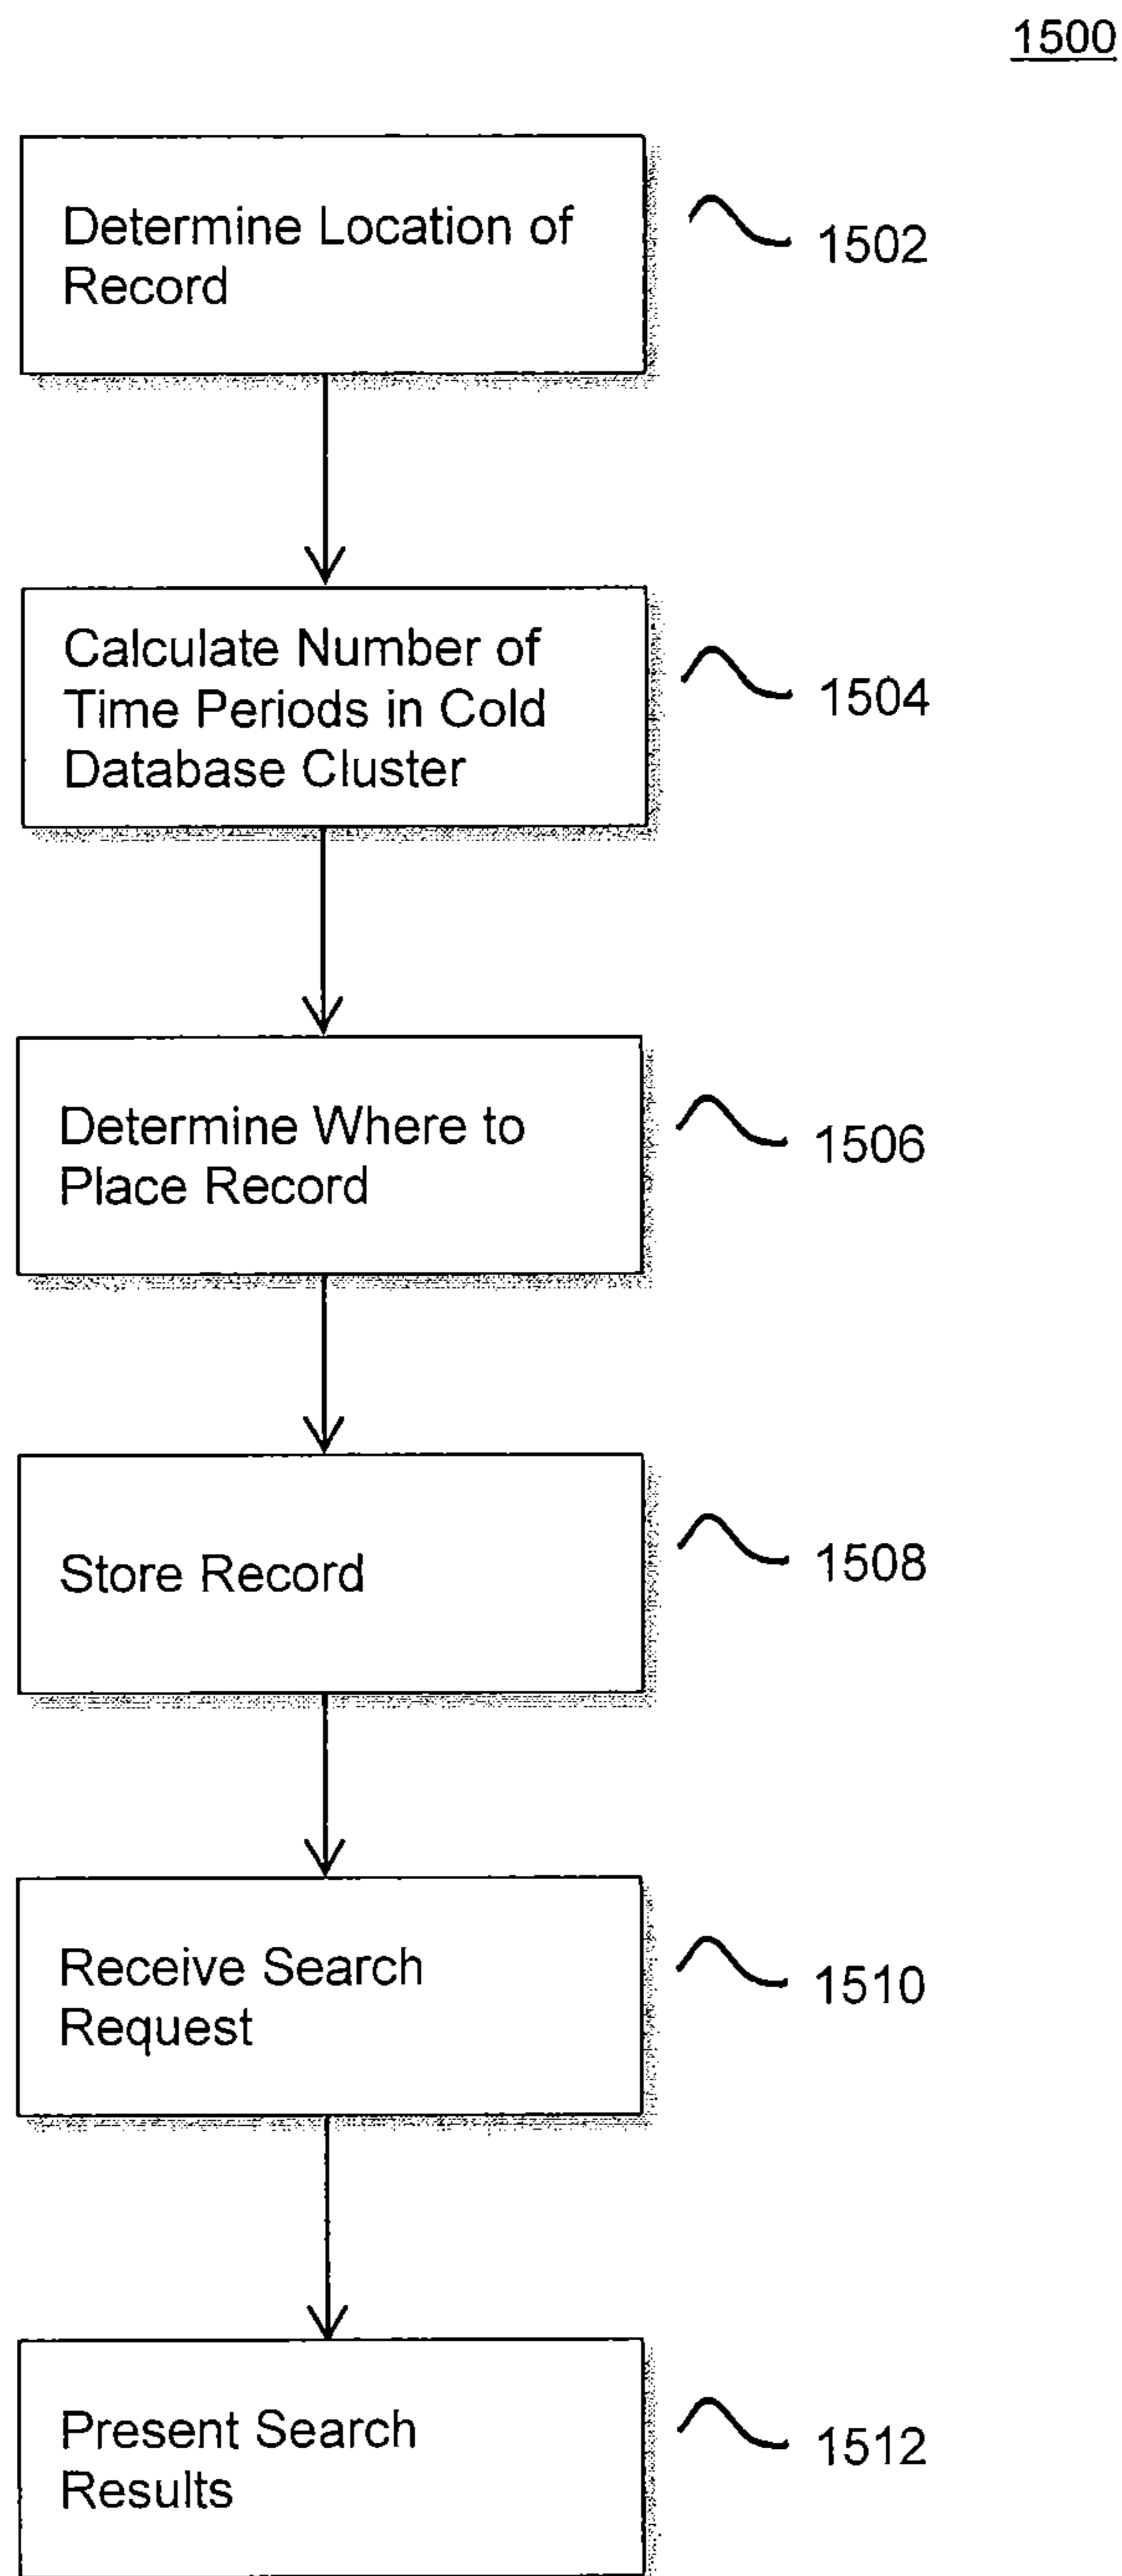 1500
Determine Location of
Record
1502
Calculate Number of
Time Periods in Cold
Database Cluster
1504
Determine Where to
Place Record
1506
Store Record
1508
Receive Search
Request
1510
Present Search
Results
1512